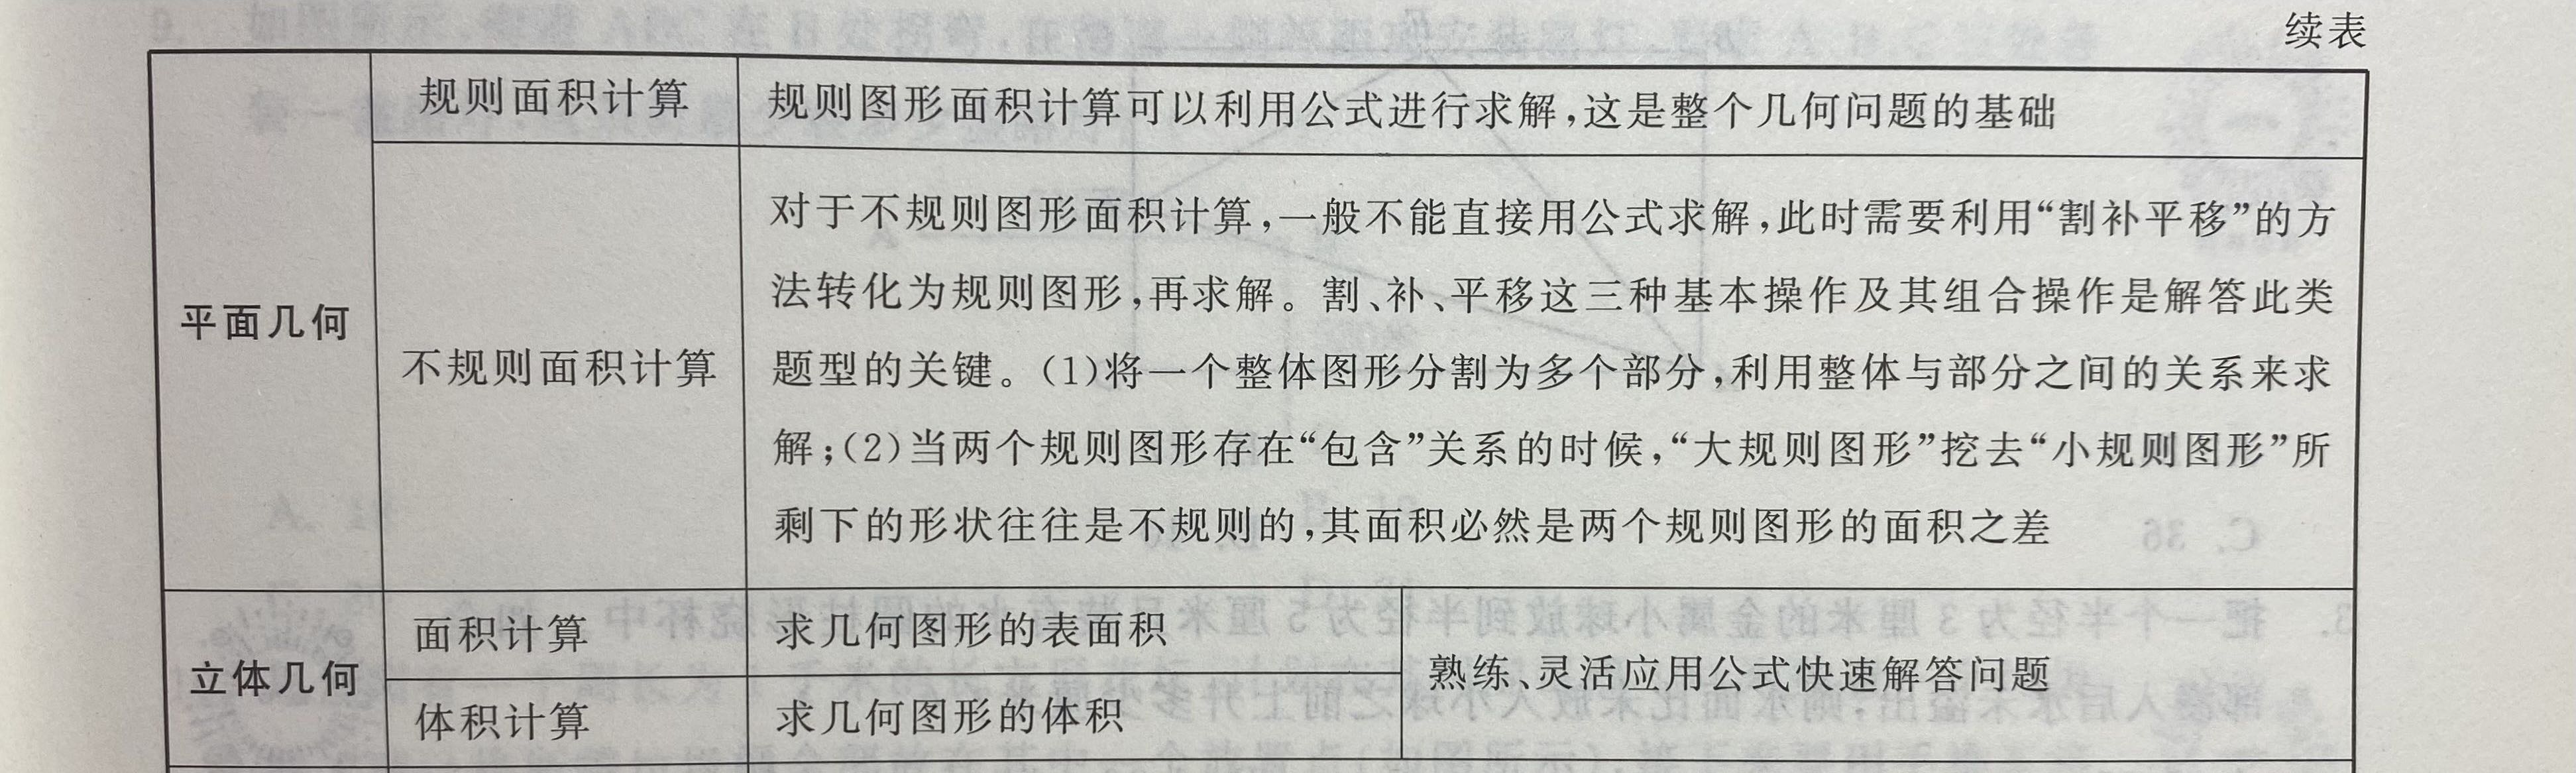 续表
规则面积计算
规则图形面积计算可以利用公式进行求解,这是整个几何问题的基础
平面几何
不规则面积计算
对于不规则图形面积计算,一般不能直接用公式求解,此时需要利用“割补平移”的方
法转化为规则图形,再求解。割、补、平移这三种基本操作及其组合操作是解答此类
题型的关键。(1)将一个整体图形分割为多个部分,利用整体与部分之间的关系来求
解;(2)当两个规则图形存在“包含”关系的时候,“大规则图形”挖去“小规则图形”所
剩下的形状往往是不规则的,其面积必然是两个规则图形的面积之差
立体几何
面积计算
求几何图形的表面积
体积计算
求几何图形的体积
熟练、灵活应用公式快速解答问题